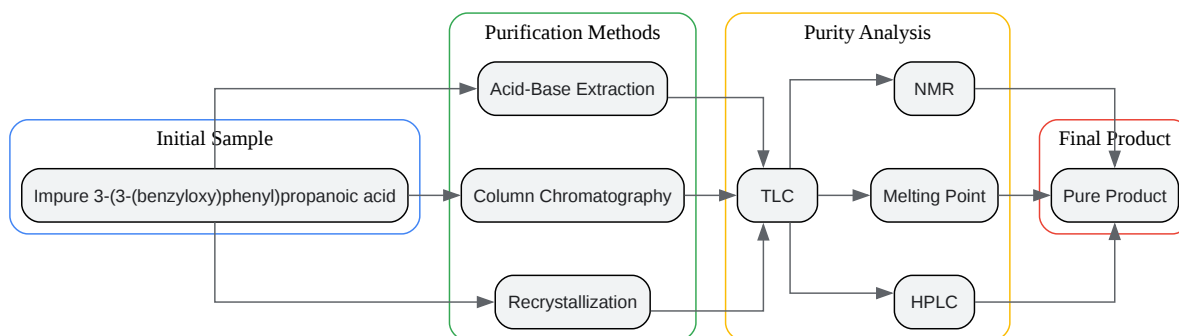 Purification Methods
Purity Analysis
Acid-Base Extraction
NMR
Initial Sample
Final Product
Impure 3-(3-(benzyloxy)phenyl)propanoic acid
Column Chromatography
TLC
Melting Point
Pure Product
Recrystallization
HPLC